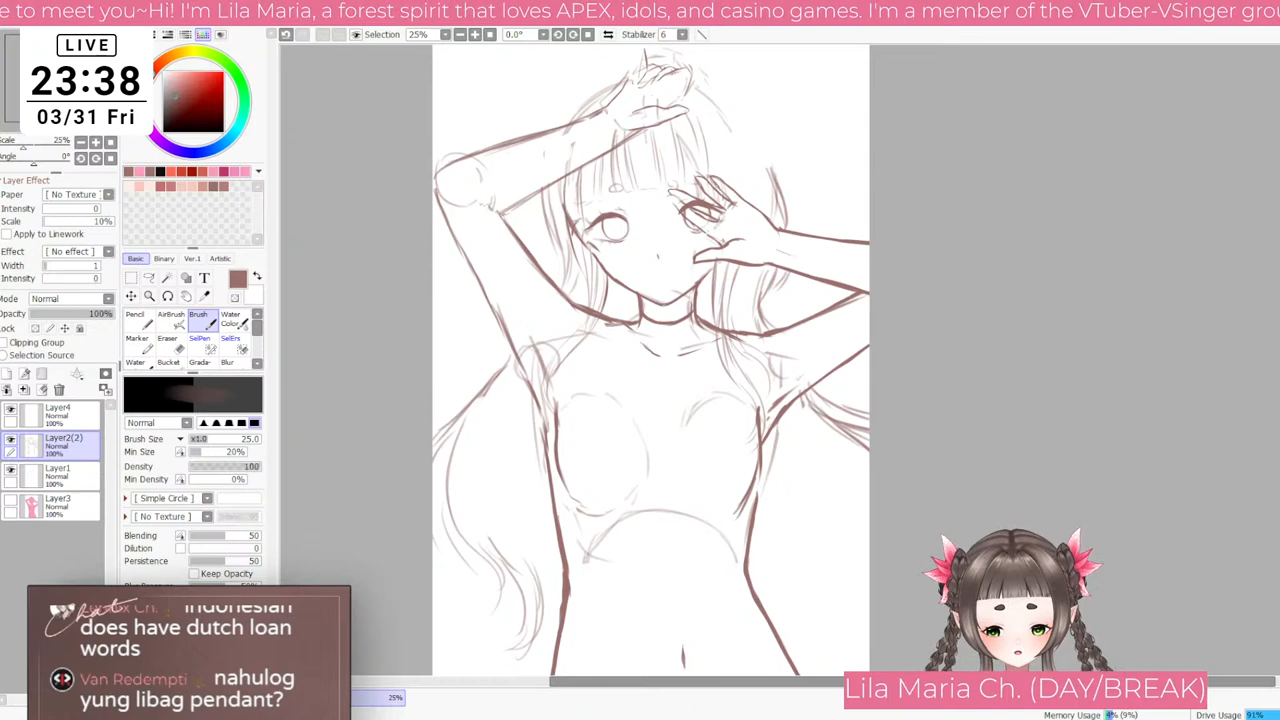 e to meet you~Hi! I'm Lila Maria, a forest spirit that loves APEX, idols, and casino games. I'm a member of the VTuber-VSinger grou
LIVE
23:38
03/31 Fri
Selection 25% 0.0° Stabilizer 6
Scale 25%
Angle 0°
Layer Effect
Paper [ No Texture ]
Intensity 0
Scale 10%
Apply to Linework
Effect [ No effect ]
Width 1
Intensity 0
Mode Normal
Opacity 100%
Lock
Clipping Group
Selection Source
Layer4
Normal
100%
Layer2(2)
Normal
100%
Layer1
Normal
100%
Layer3
Normal
100%
Basic Binary Ver.1 Artistic
T
Pencil AirBrush Brush Water Color
Marker Eraser SelPen SelErs
Water Bucket Grada- Blur
Normal
Brush Size x1.0 25.0
Min Size 20%
Density 100
Min Density 0%
[ Simple Circle ]
[ No Texture ]
Blending 50
Dilution 0
Persistence 50
Keep Opacity
Chat
Ch. indonesian
does have dutch loan
words
Van Redempti nahulog
yung libag pendant?
25%
Lila Maria Ch. (DAY/BREAK)
Memory Usage (9%) Drive Usage 91%